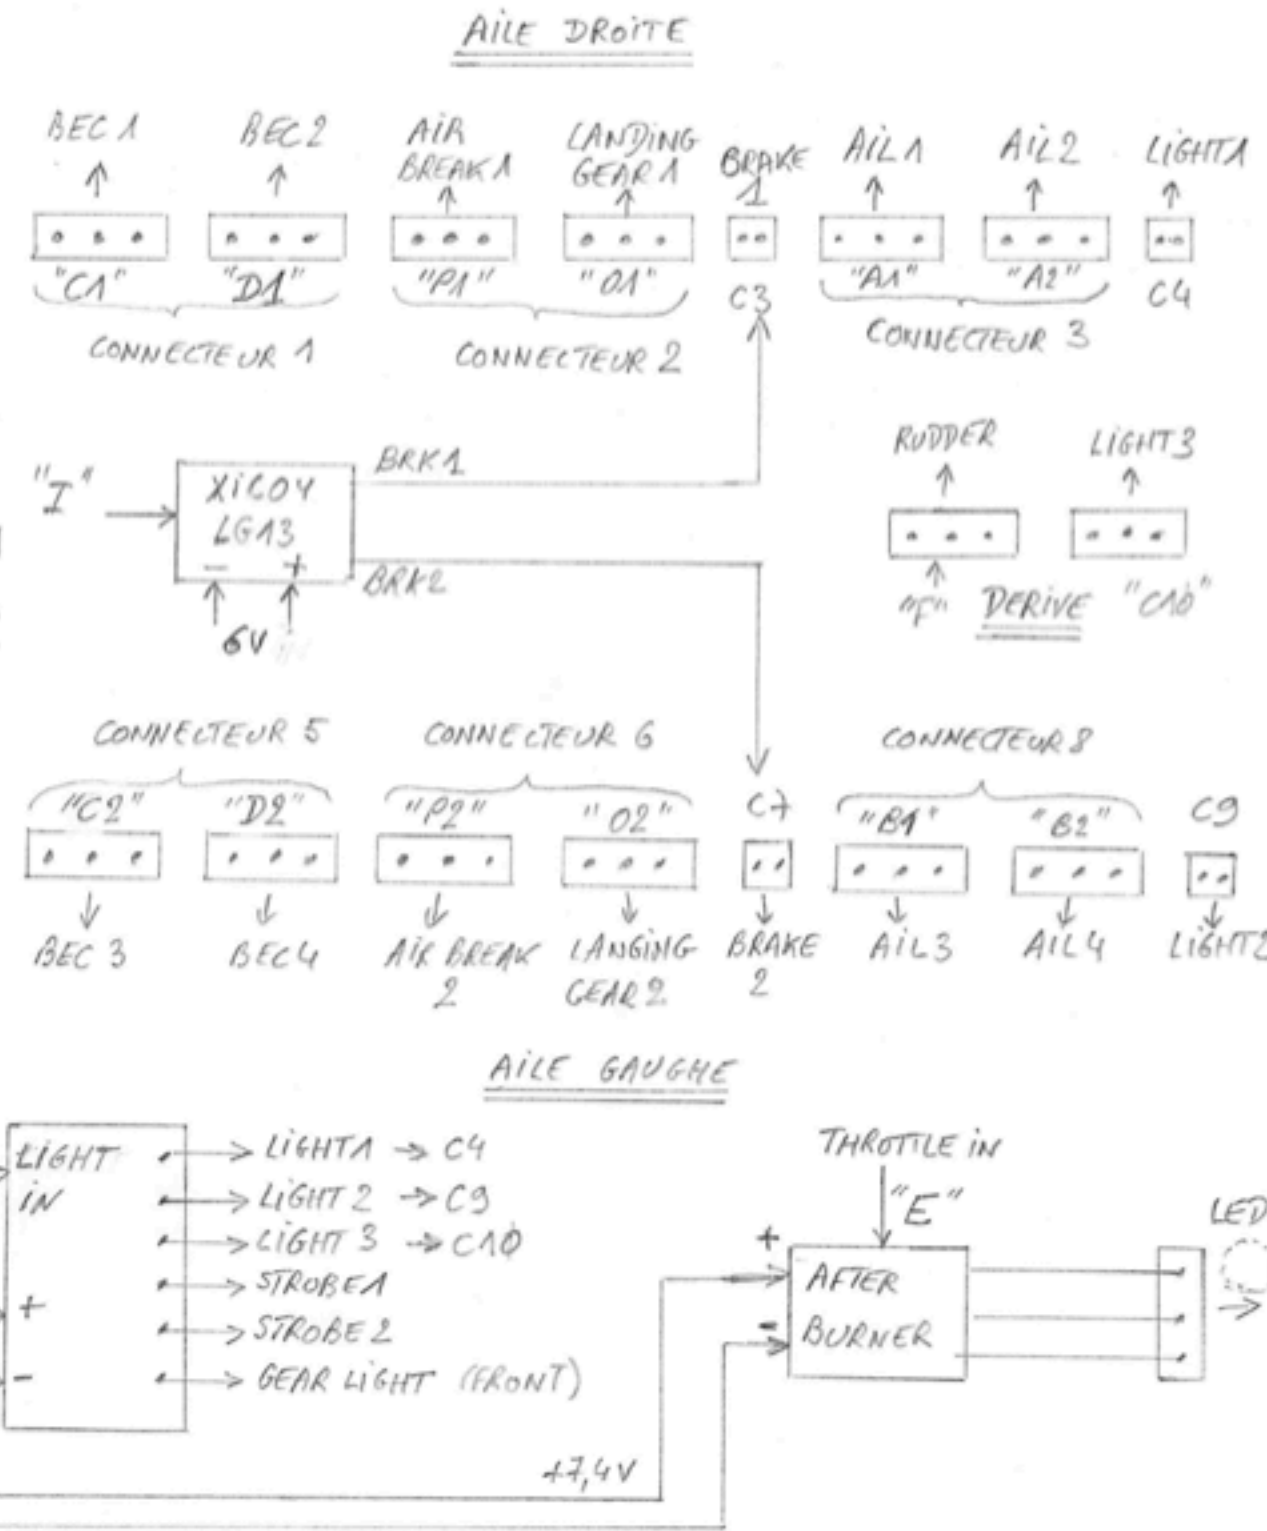 AILE DROITE
BEC 1 BEC 2 AIR BREAK 1 LANDING GEAR 1 BRAKE 1 AIL 1 AIL 2 LIGHT 1
"C1" "D1" "P1" "O1" C3 "A1" "A2" C4
CONNECTEUR 1 CONNECTEUR 2 CONNECTEUR 3
RUDDER LIGHT 3
"I" XICOY LG13 - + BRK1
BRK2
6V
"F" DERIVE "C10"
CONNECTEUR 5 CONNECTEUR 6 CONNECTEUR 8
"C2" "D2" "P2" "O2" C7 "B1" "B2" C9
BEC 3 BEC 4 AIR BREAK 2 LANGING GEAR 2 BRAKE 2 AIL 3 AIL 4 LIGHT 2
AILE GAUGHE
LIGHT IN
+
-
LIGHT 1 → C4
LIGHT 2 → C9
LIGHT 3 → C10
STROBE 1
STROBE 2
GEAR LIGHT (FRONT)
THROTTLE IN
"E"
LED
+
-
AFTER
BURNER
+7,4V